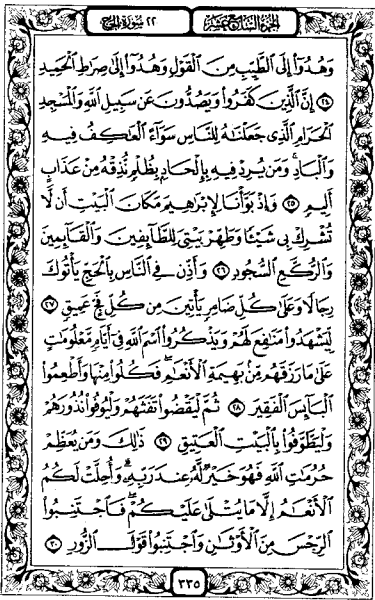 الجزء السابع عشر
٢٢ سورة الحج
وَهُدُوٓا۟ إِلَى ٱلطَّيِّبِ مِنَ ٱلْقَوْلِ وَهُدُوٓا۟ إِلَىٰ صِرَٰطِ ٱلْحَمِيدِ
٢٤ إِنَّ ٱلَّذِينَ كَفَرُوا۟ وَيَصُدُّونَ عَن سَبِيلِ ٱللَّهِ وَٱلْمَسْجِدِ
ٱلْحَرَامِ ٱلَّذِى جَعَلْنَٰهُ لِلنَّاسِ سَوَآءً ٱلْعَٰكِفُ فِيهِ
وَٱلْبَادِ ۚ وَمَن يُرِدْ فِيهِ بِإِلْحَادٍۭ بِظُلْمٍ نُّذِقْهُ مِنْ عَذَابٍ
أَلِيمٍ ٢٥ وَإِذْ بَوَّأْنَا لِإِبْرَٰهِيمَ مَكَانَ ٱلْبَيْتِ أَن لَّا
تُشْرِكْ بِى شَيْـًٔا وَطَهِّرْ بَيْتِىَ لِلطَّآئِفِينَ وَٱلْقَآئِمِينَ
وَٱلرُّكَّعِ ٱلسُّجُودِ ٢٦ وَأَذِّن فِى ٱلنَّاسِ بِٱلْحَجِّ يَأْتُوكَ
رِجَالًا وَعَلَىٰ كُلِّ ضَامِرٍ يَأْتِينَ مِن كُلِّ فَجٍّ عَمِيقٍ ٢٧
لِّيَشْهَدُوا۟ مَنَٰفِعَ لَهُمْ وَيَذْكُرُوا۟ ٱسْمَ ٱللَّهِ فِىٓ أَيَّامٍ مَّعْلُومَٰتٍ
عَلَىٰ مَا رَزَقَهُم مِّنۢ بَهِيمَةِ ٱلْأَنْعَٰمِ ۖ فَكُلُوا۟ مِنْهَا وَأَطْعِمُوا۟
ٱلْبَآئِسَ ٱلْفَقِيرَ ٢٨ ثُمَّ لْيَقْضُوا۟ تَفَثَهُمْ وَلْيُوفُوا۟ نُذُورَهُمْ
وَلْيَطَّوَّفُوا۟ بِٱلْبَيْتِ ٱلْعَتِيقِ ٢٩ ذَٰلِكَ وَمَن يُعَظِّمْ
حُرُمَٰتِ ٱللَّهِ فَهُوَ خَيْرٌ لَّهُۥ عِندَ رَبِّهِۦ ۗ وَأُحِلَّتْ لَكُمُ
ٱلْأَنْعَٰمُ إِلَّا مَا يُتْلَىٰ عَلَيْكُمْ ۖ فَٱجْتَنِبُوا۟
ٱلرِّجْسَ مِنَ ٱلْأَوْثَٰنِ وَٱجْتَنِبُوا۟ قَوْلَ ٱلزُّورِ ٣٠
٣٣٥